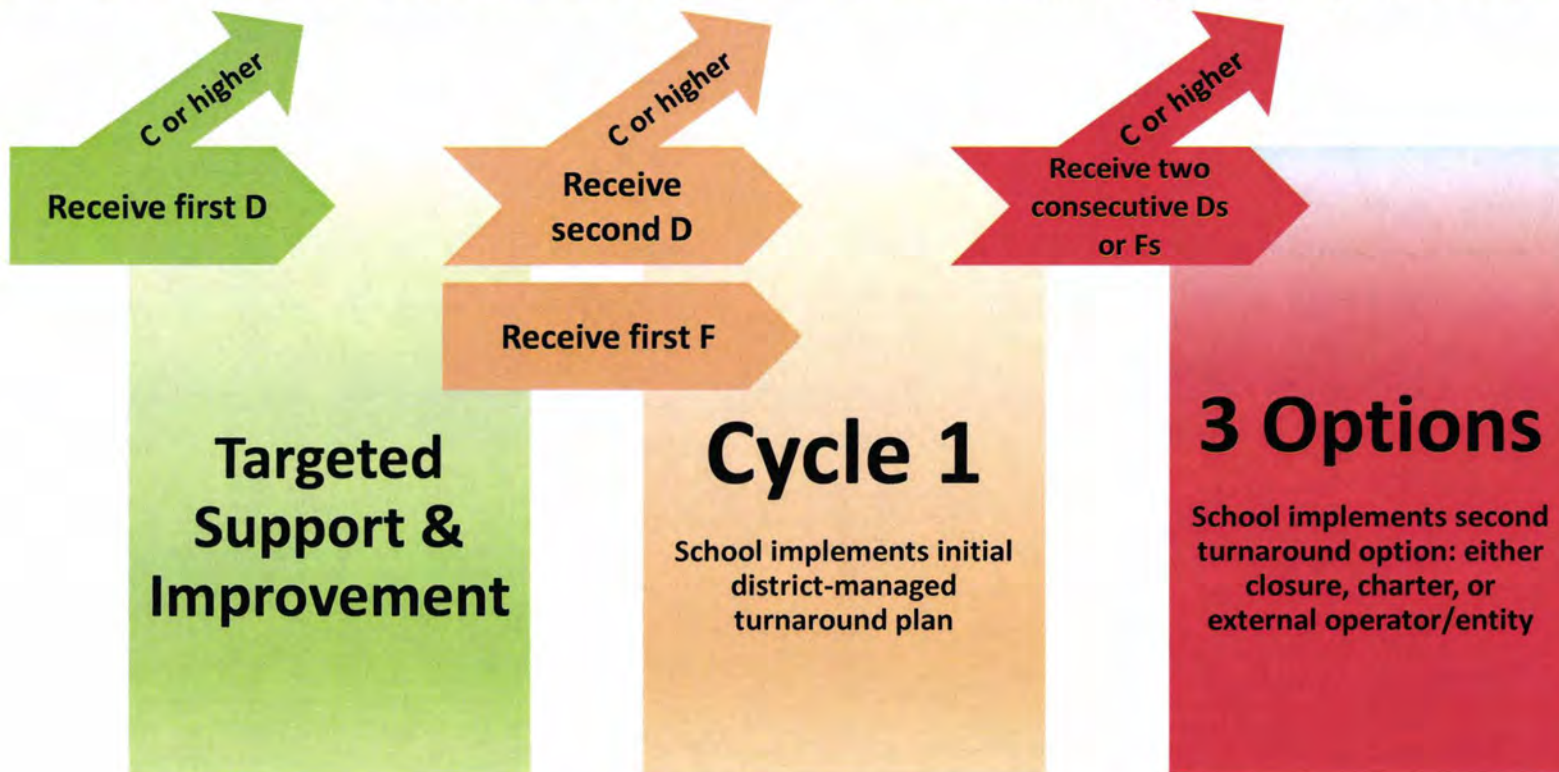 C or higher
Receive first D
Targeted
Support &
Improvement
C or higher
Receive
second D
Receive first F
Cycle 1
School implements initial
district-managed
turnaround plan
C or higher
Receive two
consecutive Ds
or Fs
3 Options
School implements second
turnaround option: either
closure, charter, or
external operator/entity